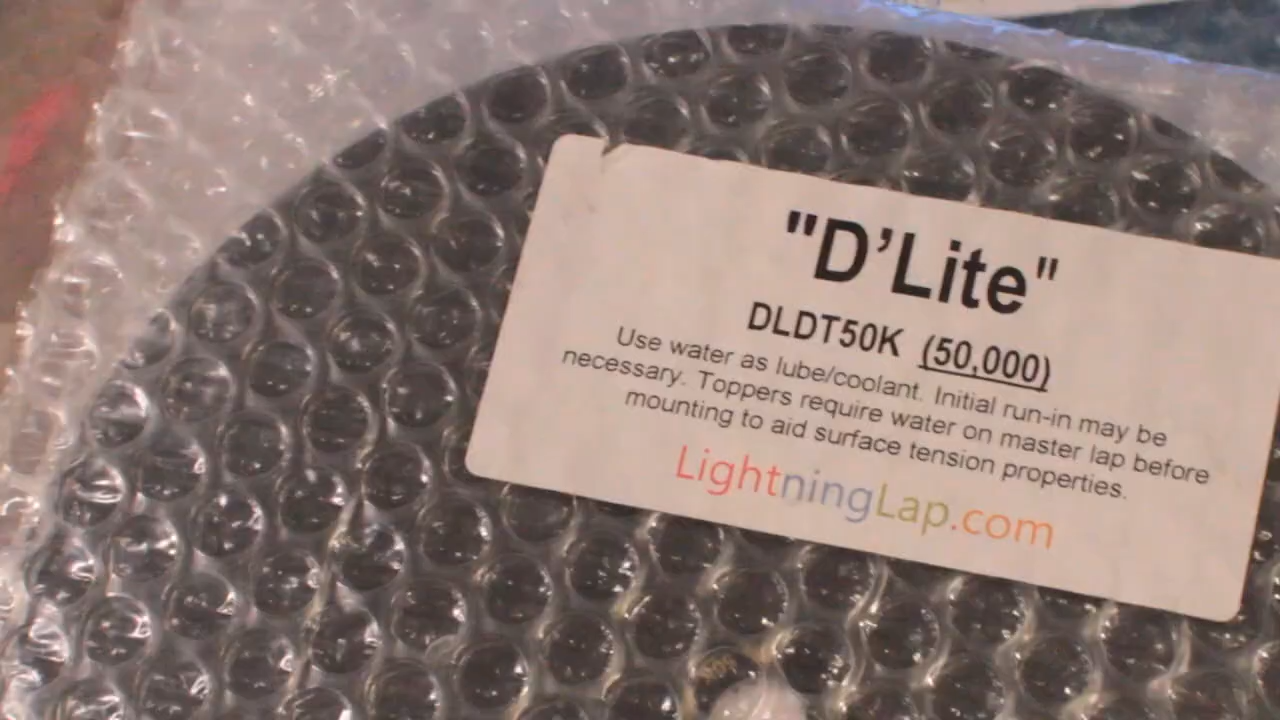 "D'Lite"
DLDT50K (50,000)
Use water as lube/coolant. Initial run-in may be
necessary. Toppers require water on master lap before
mounting to aid surface tension properties.
LightningLap.com